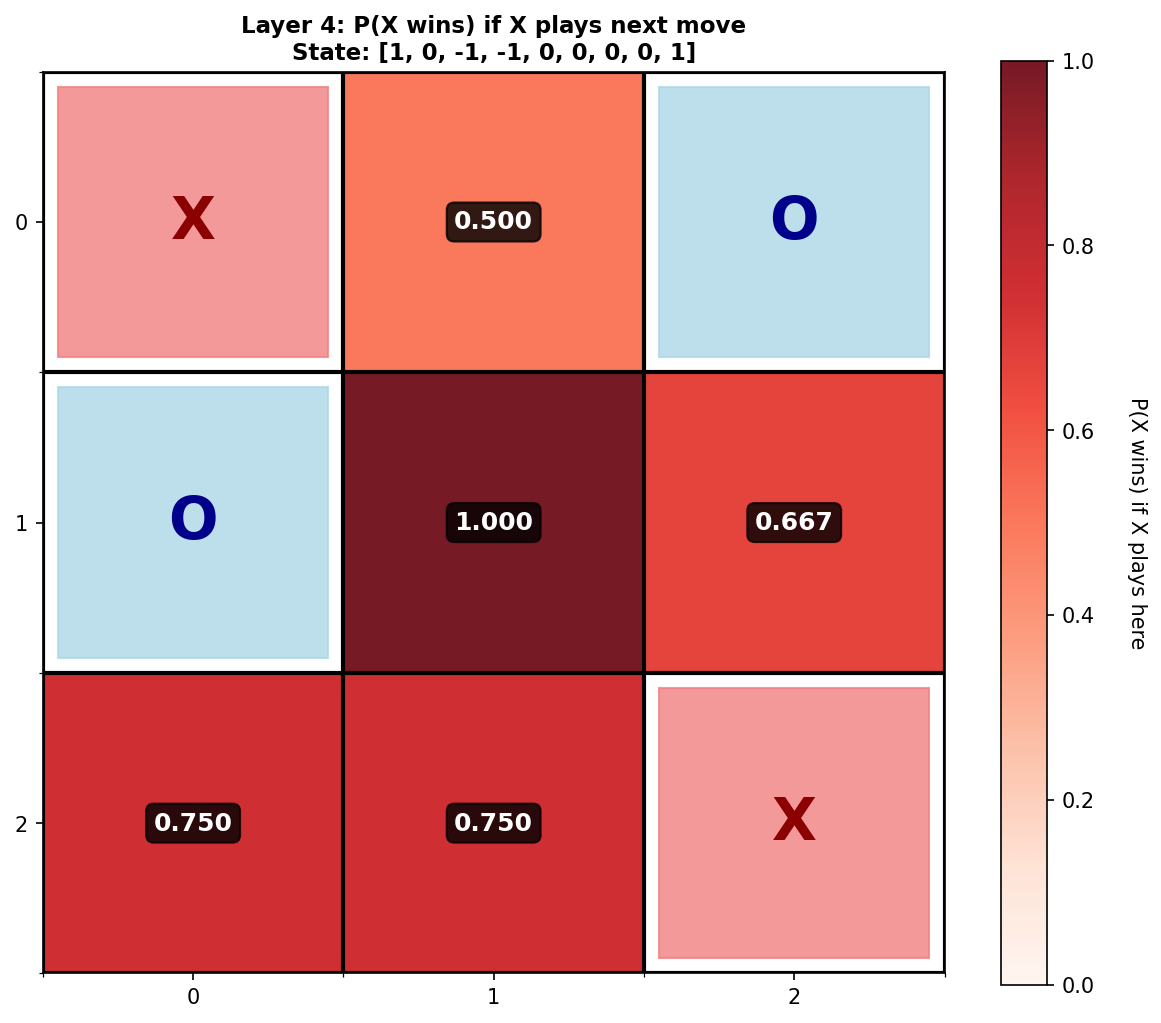 Layer 4: P(X wins) if X plays next move
State: [1, 0, -1, -1, 0, 0, 0, 0, 1]
0
X
0.500
O
1
O
1.000
0.667
2
0.750
0.750
X
0
1
2
1.0
0.8
0.6
0.4
0.2
0.0
P(X wins) if X plays here